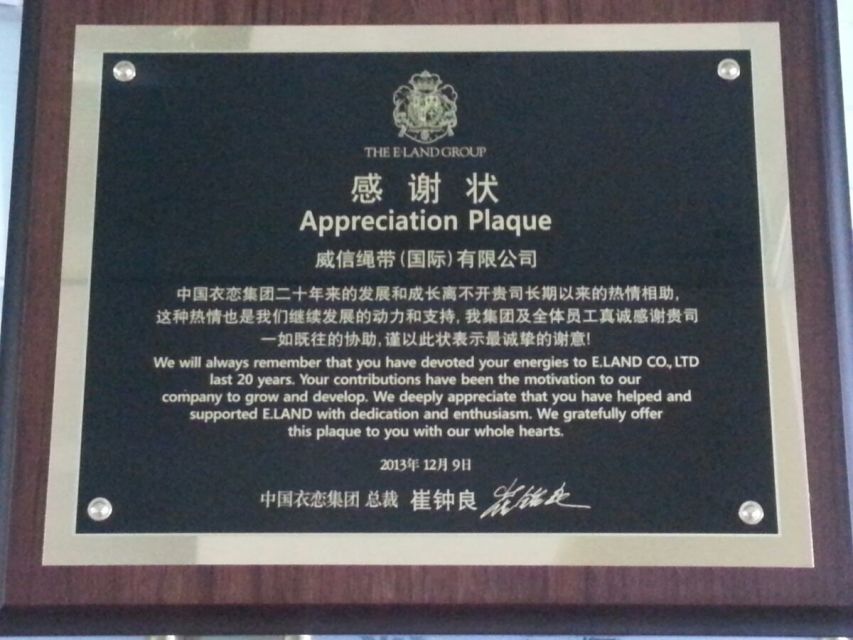 THE E·LAND GROUP
感谢状
Appreciation Plaque
威信绳带(国际)有限公司
中国衣恋集团二十年来的发展和成长离不开贵司长期以来的热情相助,
这种热情也是我们继续发展的动力和支持, 我集团及全体员工真诚感谢贵司
一如既往的协助, 谨以此状表示最诚挚的谢意!
We will always remember that you have devoted your energies to E.LAND CO., LTD
last 20 years. Your contributions have been the motivation to our
company to grow and develop. We deeply appreciate that you have helped and
supported E.LAND with dedication and enthusiasm. We gratefully offer
this plaque to you with our whole hearts.
2013年 12月 9日
中国衣恋集团 总裁 崔钟良